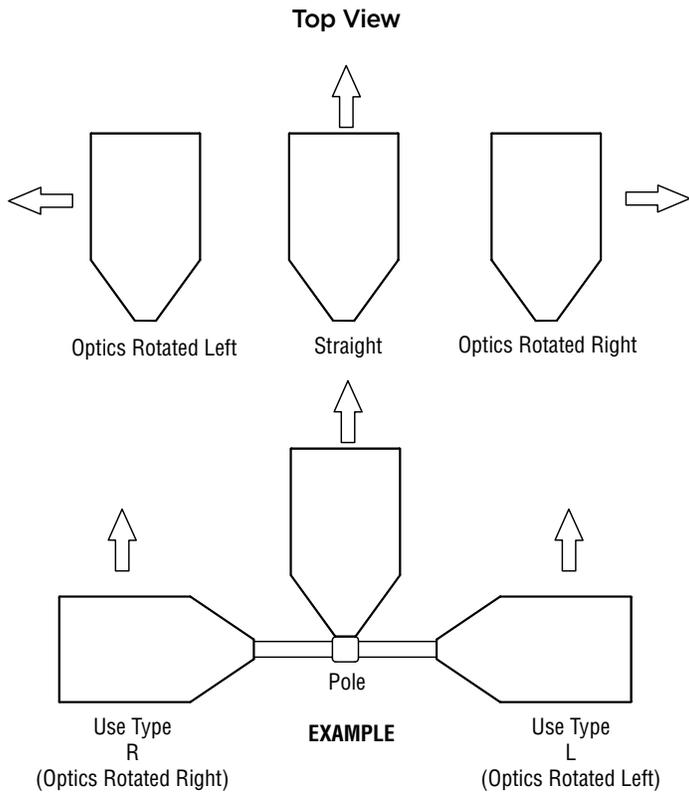 Top View
Optics Rotated Left
Straight
Optics Rotated Right
Pole
Use Type
R
(Optics Rotated Right)
EXAMPLE
Use Type
L
(Optics Rotated Left)